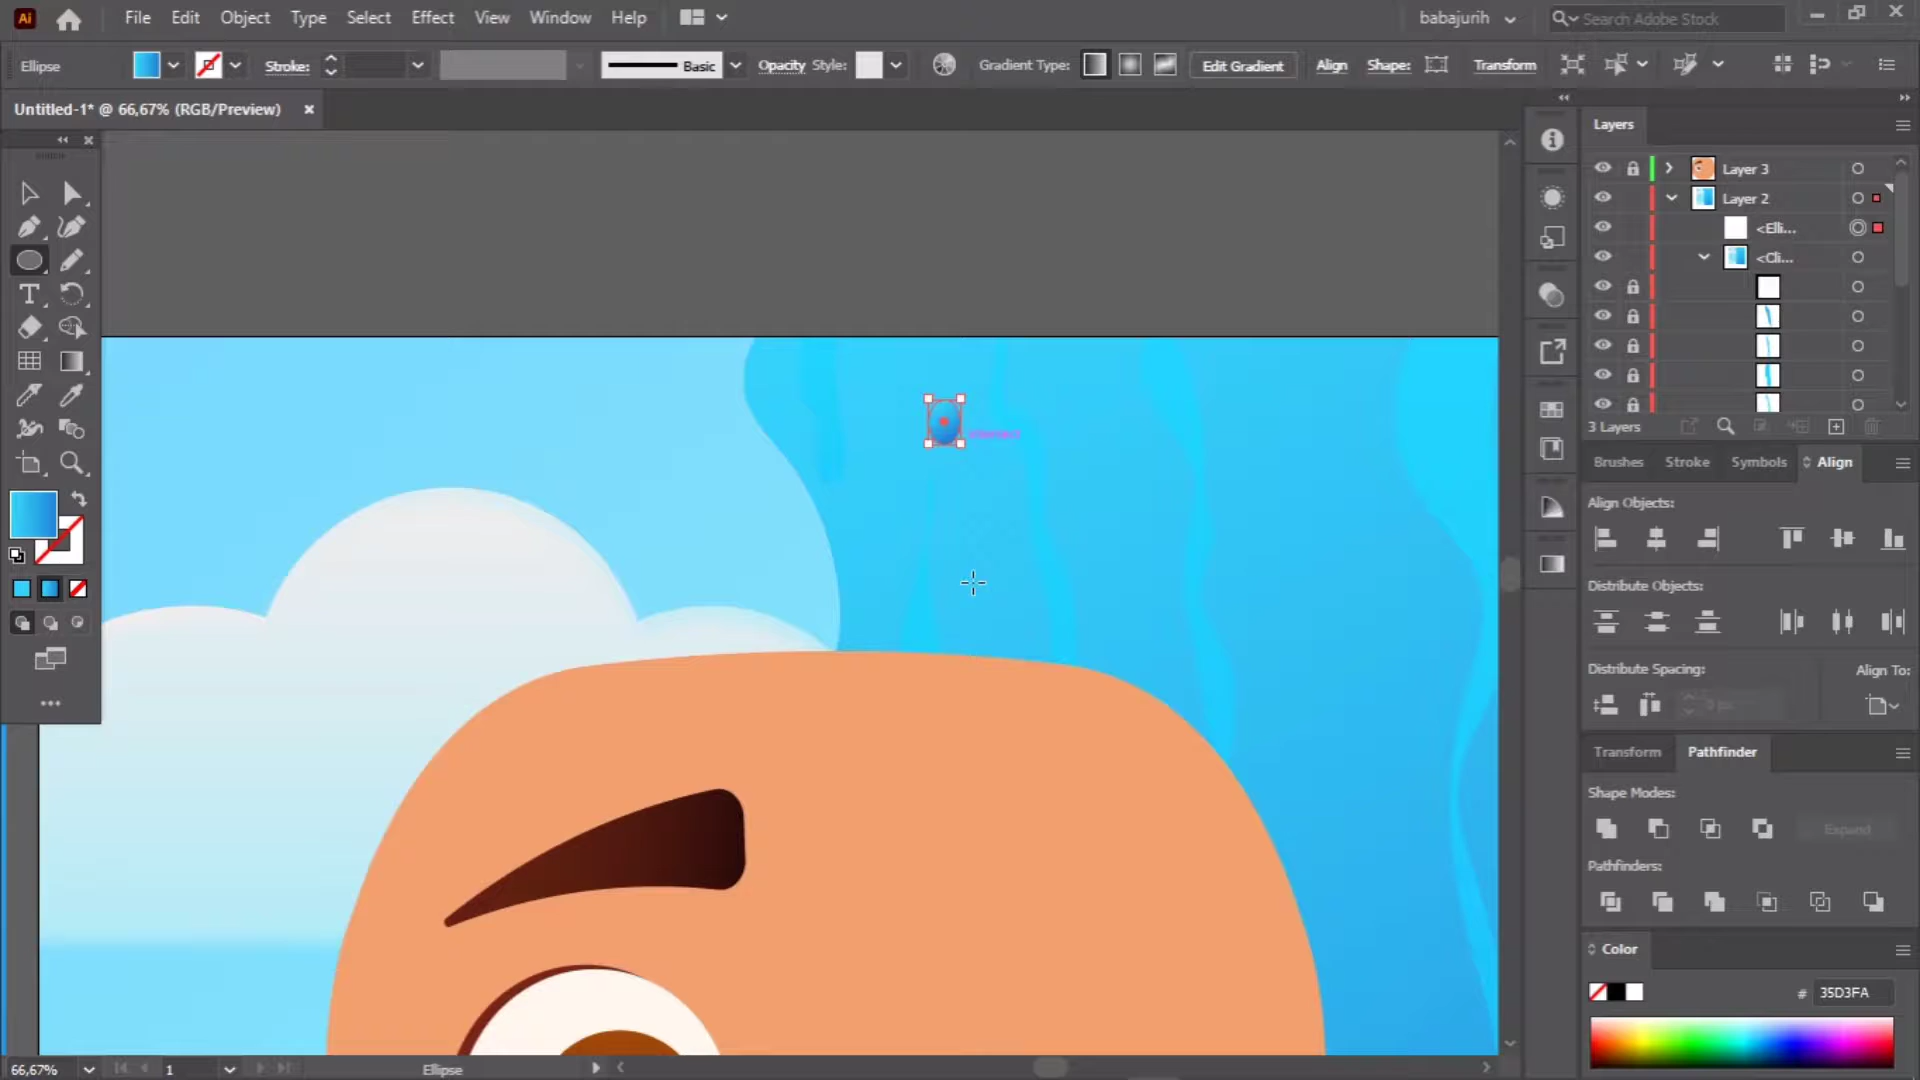 Ai File Edit Object Type Select Effect View Window Help babajurih Search Adobe Stock
Ellipse Stroke: Basic Opacity Style: Gradient Type: Edit Gradient Align Shape: Transform
Untitled-1* @ 66,67% (RGB/Preview)
Layers
Layer 3
Layer 2
<Elli...
<Cli...
3 Layers
Brushes Stroke Symbols Align
Align Objects:
Distribute Objects:
Distribute Spacing: Align To:
Transform Pathfinder
Shape Modes:
Expand
Pathfinders:
Color
# 35D3FA
66,67% 1 Ellipse